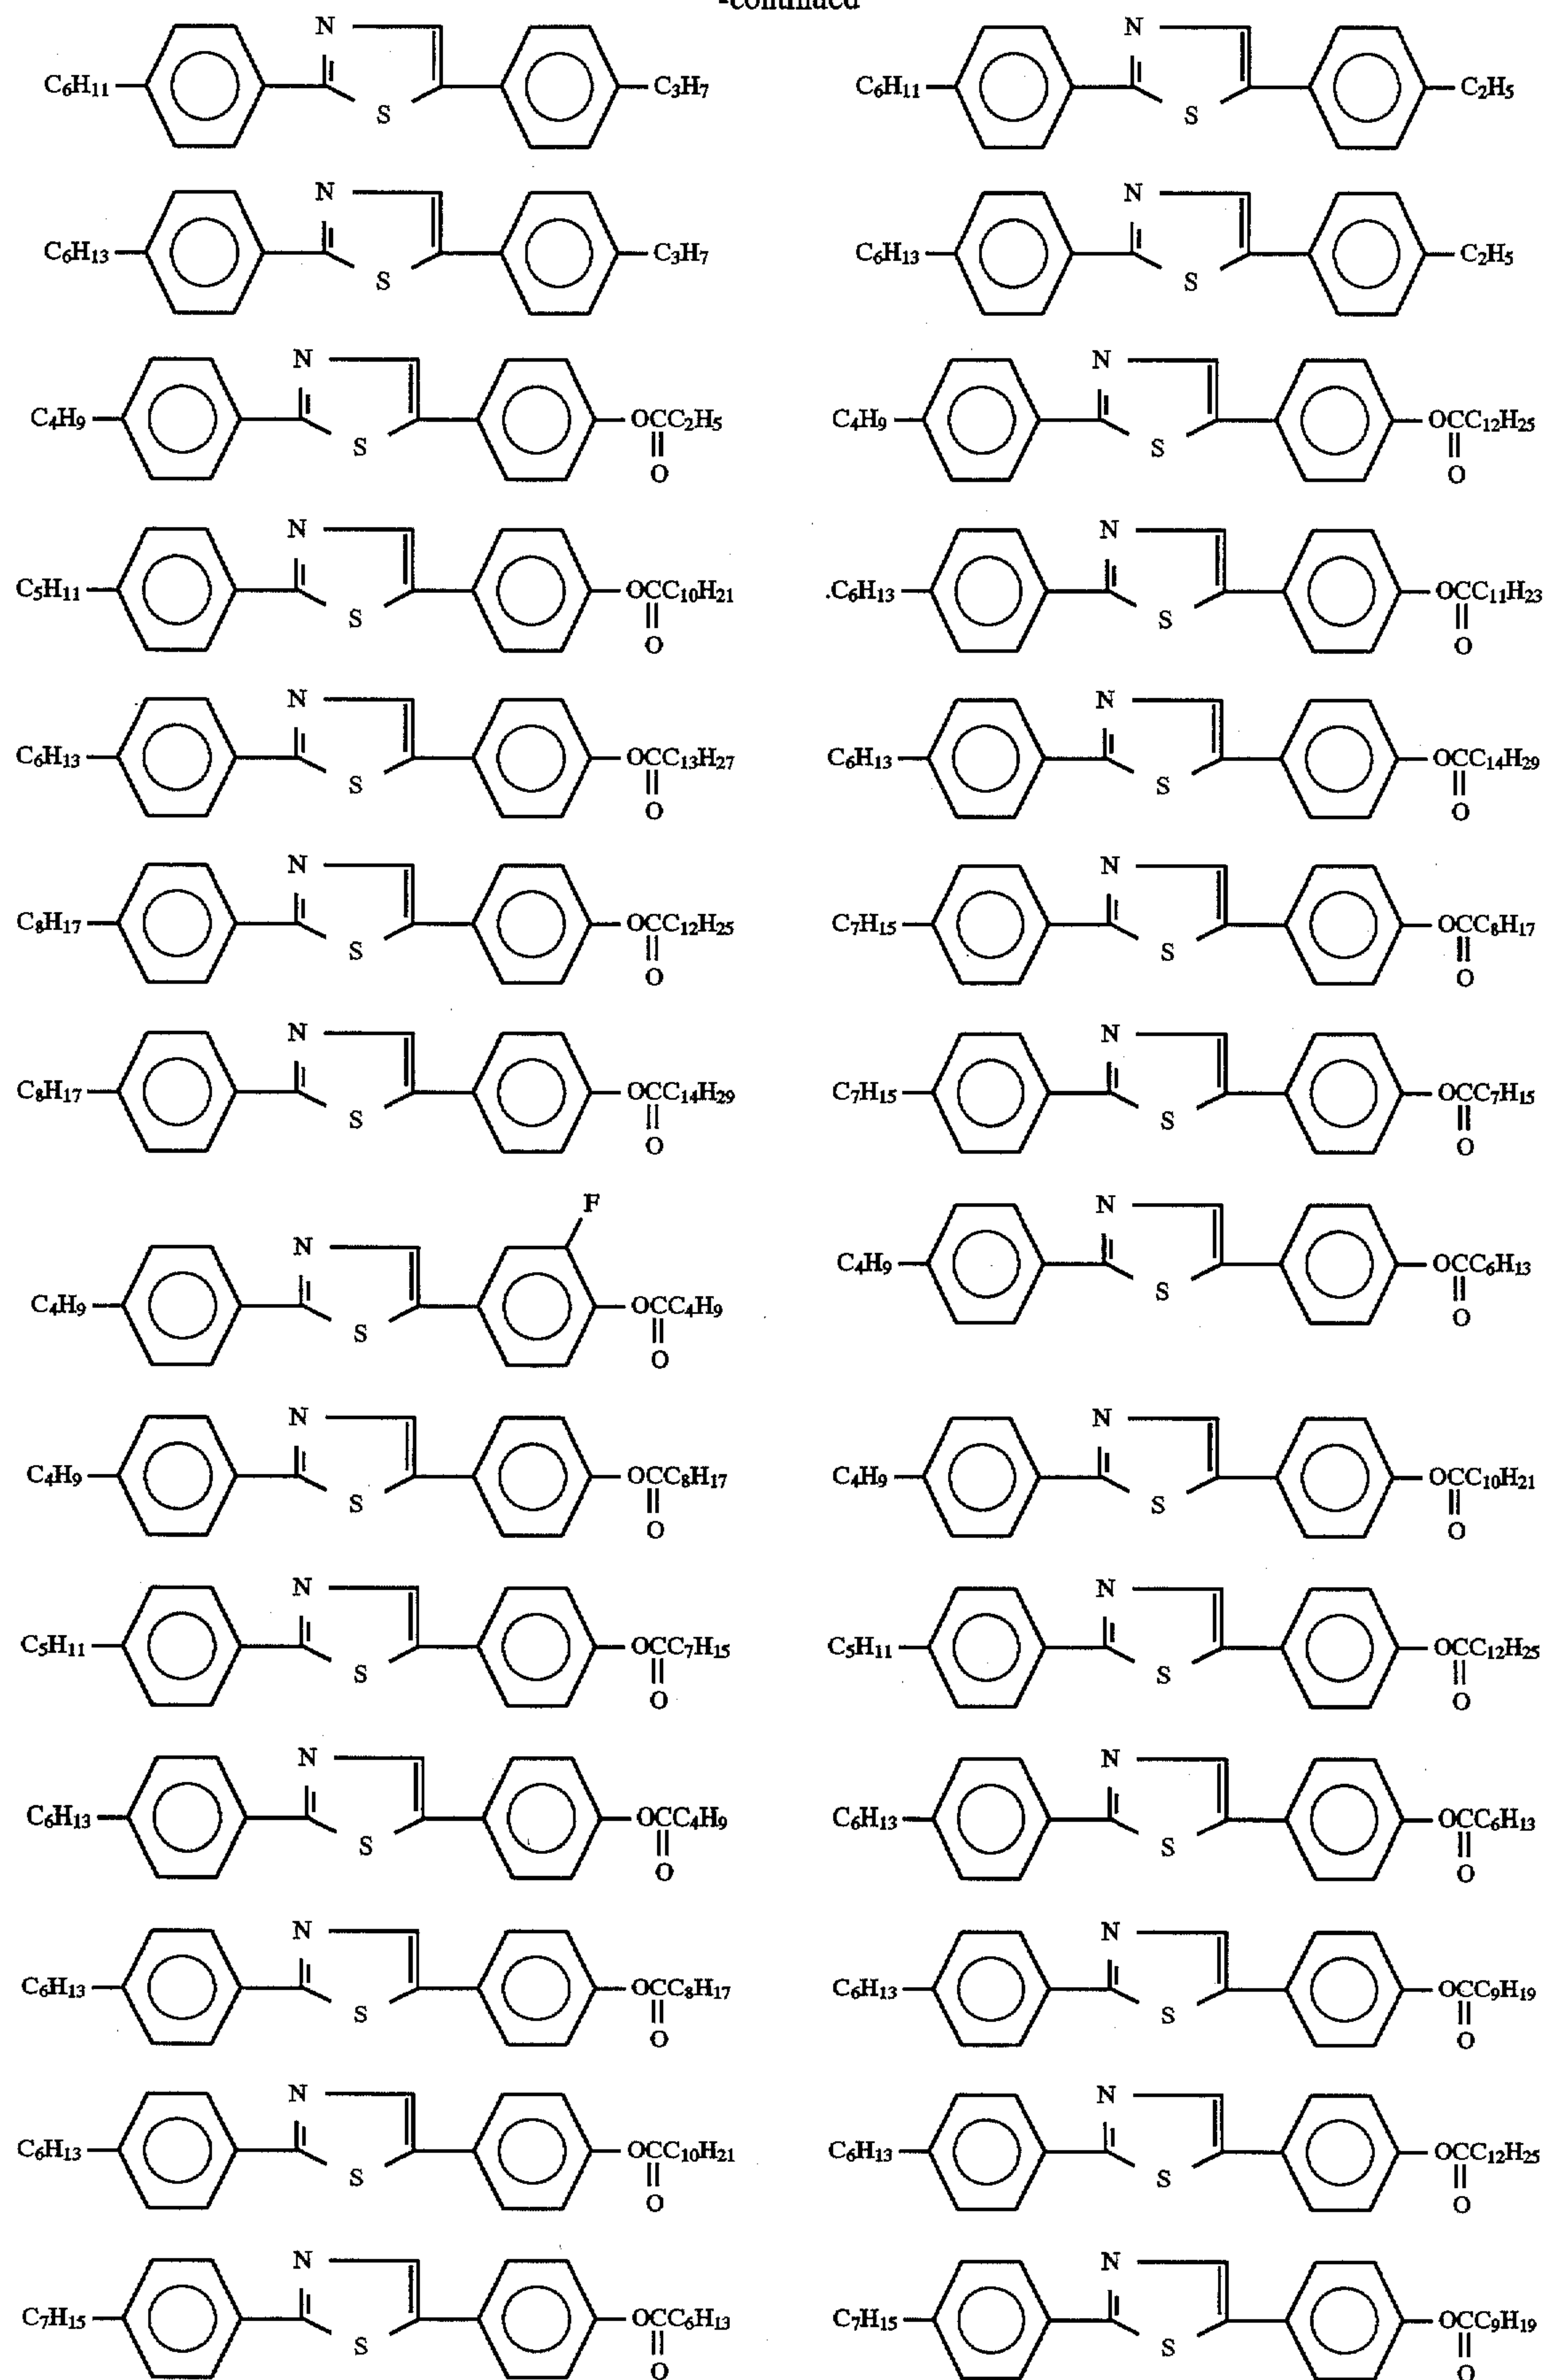 -continued
N N
C6H11 S C3H7 C6H11 S C2H5
N N
C6H13 S C3H7 C6H13 S C2H5
N N
C4H9 S OCC2H5 C4H9 S OCC12H25
O O
N N
C5H11 S OCC10H21 .C6H13 S OCC11H23
O O
N N
C6H13 S OCC13H27 C6H13 S OCC14H29
O O
N N
C8H17 S OCC12H25 C7H15 S OCC8H17
O O
N N
C8H17 S OCC14H29 C7H15 S OCC7H15
O O
F
N
C4H9 S OCC4H9
O
N
C4H9 S OCC6H13
O
N N
C4H9 S OCC8H17 C4H9 S OCC10H21
O O
N N
C5H11 S OCC7H15 C5H11 S OCC12H25
O O
N N
C6H13 S OCC4H9 C6H13 S OCC6H13
O O
N N
C6H13 S OCC8H17 C6H13 S OCC9H19
O O
N N
C6H13 S OCC10H21 C6H13 S OCC12H25
O O
N N
C7H15 S OCC6H13 C7H15 S OCC9H19
O O